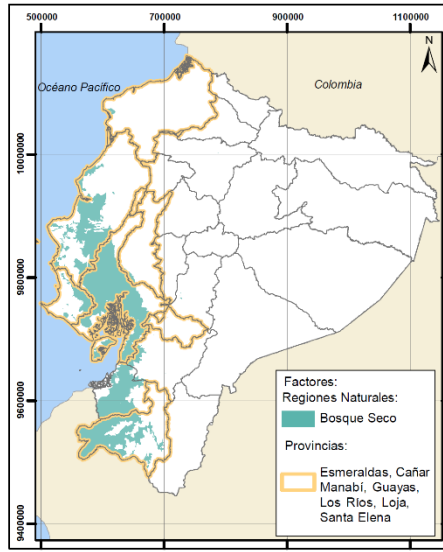 500000 700000 900000 1100000
N
Océano Pacífico
Colombia
10000000
9800000
9600000
9400000
Factores:
Regiones Naturales:
Bosque Seco
Provincias:
Esmeraldas, Cañar
Manabí, Guayas,
Los Ríos, Loja,
Santa Elena